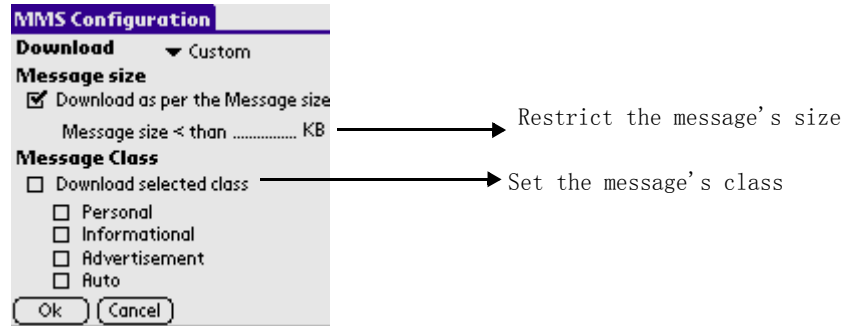 MMS Configuration
Download Custom
Message size
Download as per the Message size
Message size < than ............... KB
Restrict the message's size
Message Class
Download selected class
Set the message's class
Personal
Informational
Advertisement
Auto
Ok Cancel